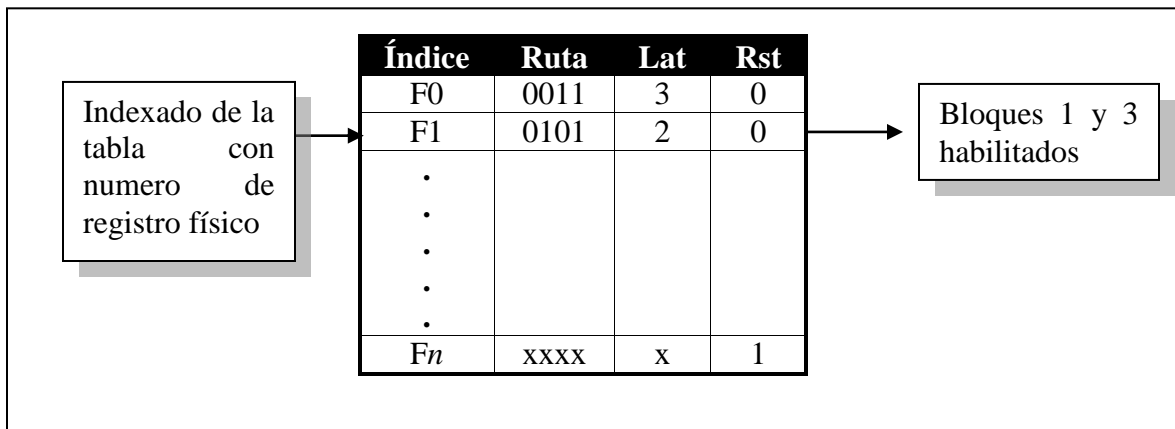 Índice Ruta Lat Rst
F0 0011 3 0
F1 0101 2 0
.
.
.
.
.
Fn xxxx x 1
Indexado de la
tabla con
numero de
registro físico
Bloques 1 y 3
habilitados